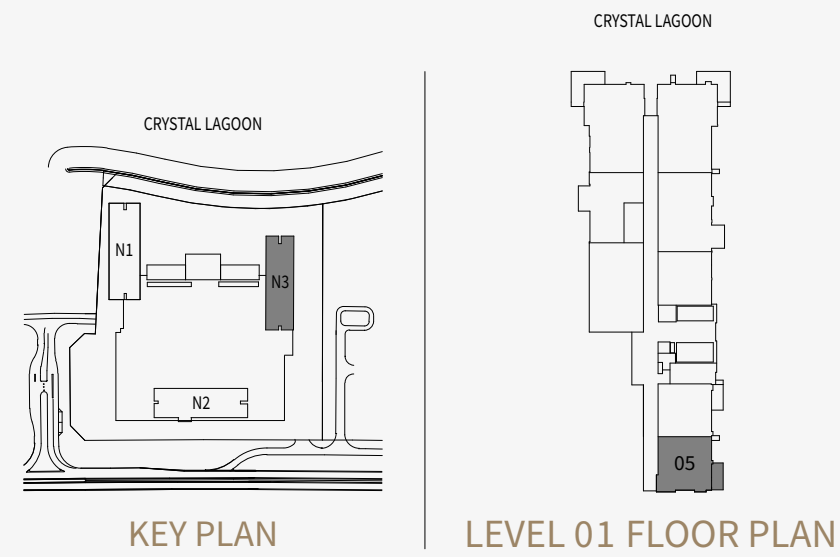 CRYSTAL LAGOON
N1
N3
N2
KEY PLAN
CRYSTAL LAGOON
05
LEVEL 01 FLOOR PLAN